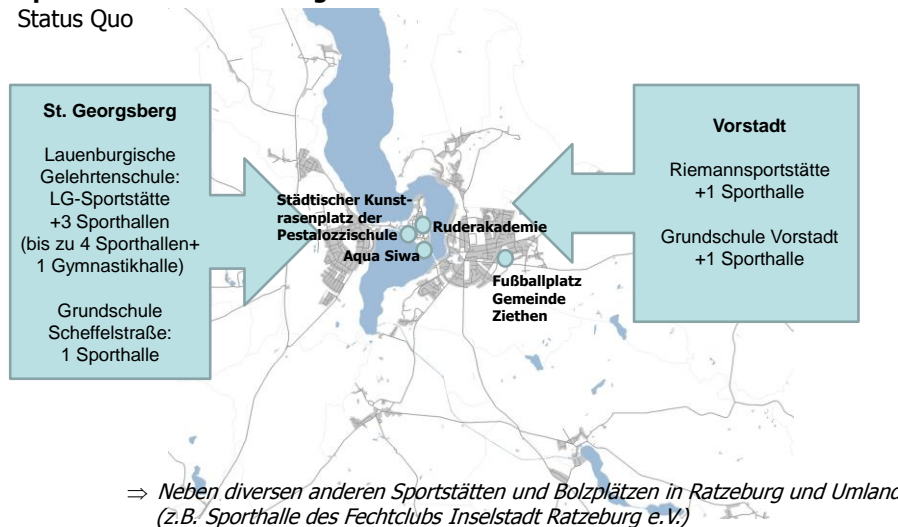 Status Quo
St. Georgsberg
Lauenburgische
Gelehrtenschule:
LG-Sportstätte
+3 Sporthallen
(bis zu 4 Sporthallen+
1 Gymnastikhalle)
Grundschule
Scheffelstraße:
1 Sporthalle
Städtischer Kunst-
rasenplatz der
Pestalozzischule
Ruderakademie
Aqua Siwa
Fußballplatz
Gemeinde
Ziethen
Vorstadt
Riemannsportstätte
+1 Sporthalle
Grundschule Vorstadt
+1 Sporthalle
⇒ Neben diversen anderen Sportstätten und Bolzplätzen in Ratzeburg und Umland
(z.B. Sporthalle des Fechtclubs Inselstadt Ratzeburg e.V.)